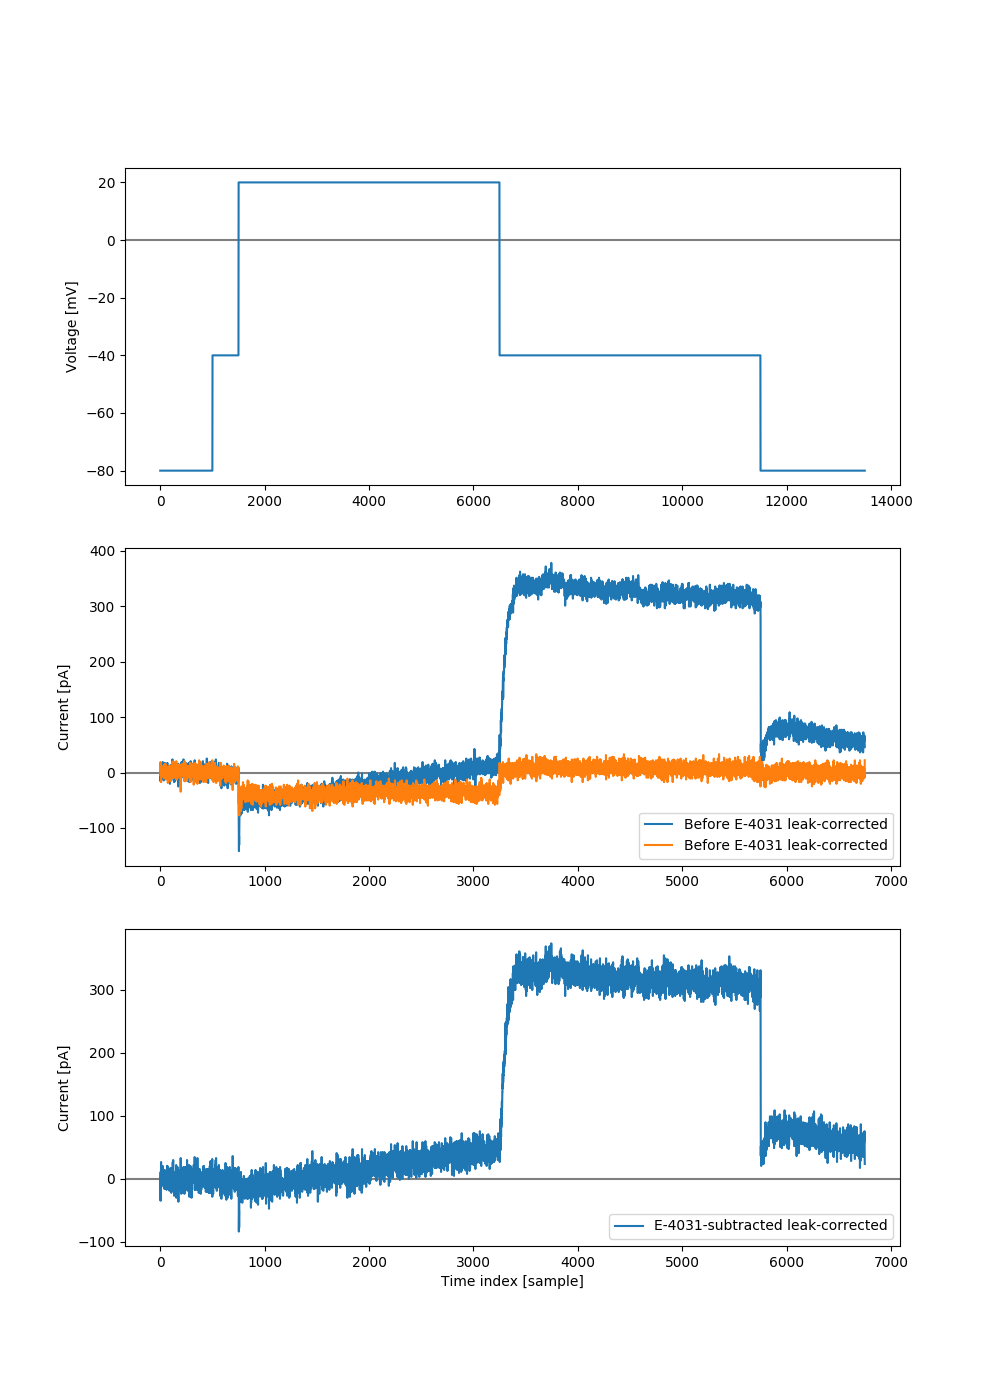 20
0
−20
−40
−60
−80
Voltage [mV]
0 2000 4000 6000 8000 10000 12000 14000
400
300
200
100
0
−100
Current [pA]
Before E-4031 leak-corrected
Before E-4031 leak-corrected
0 1000 2000 3000 4000 5000 6000 7000
300
200
100
0
−100
Current [pA]
E-4031-subtracted leak-corrected
0 1000 2000 3000 4000 5000 6000 7000
Time index [sample]